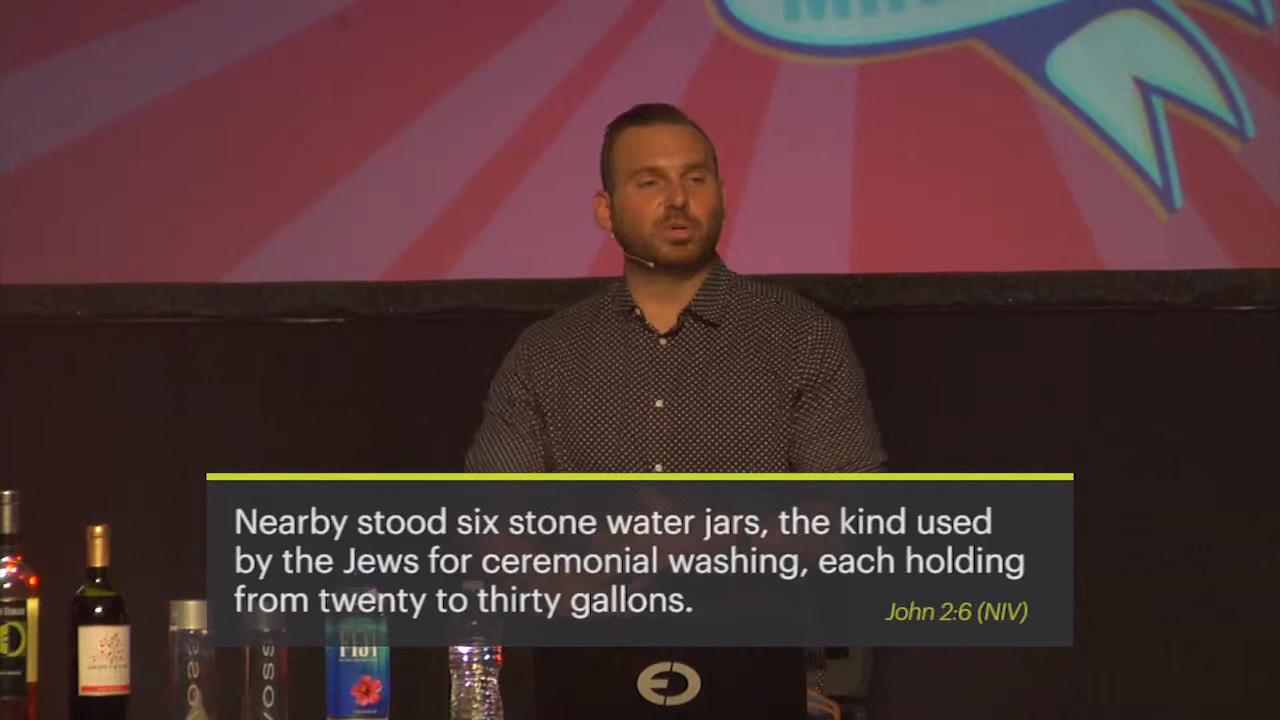 Nearby stood six stone water jars, the kind used
by the Jews for ceremonial washing, each holding
from twenty to thirty gallons.
John 2:6 (NIV)
VOSS
FIJI